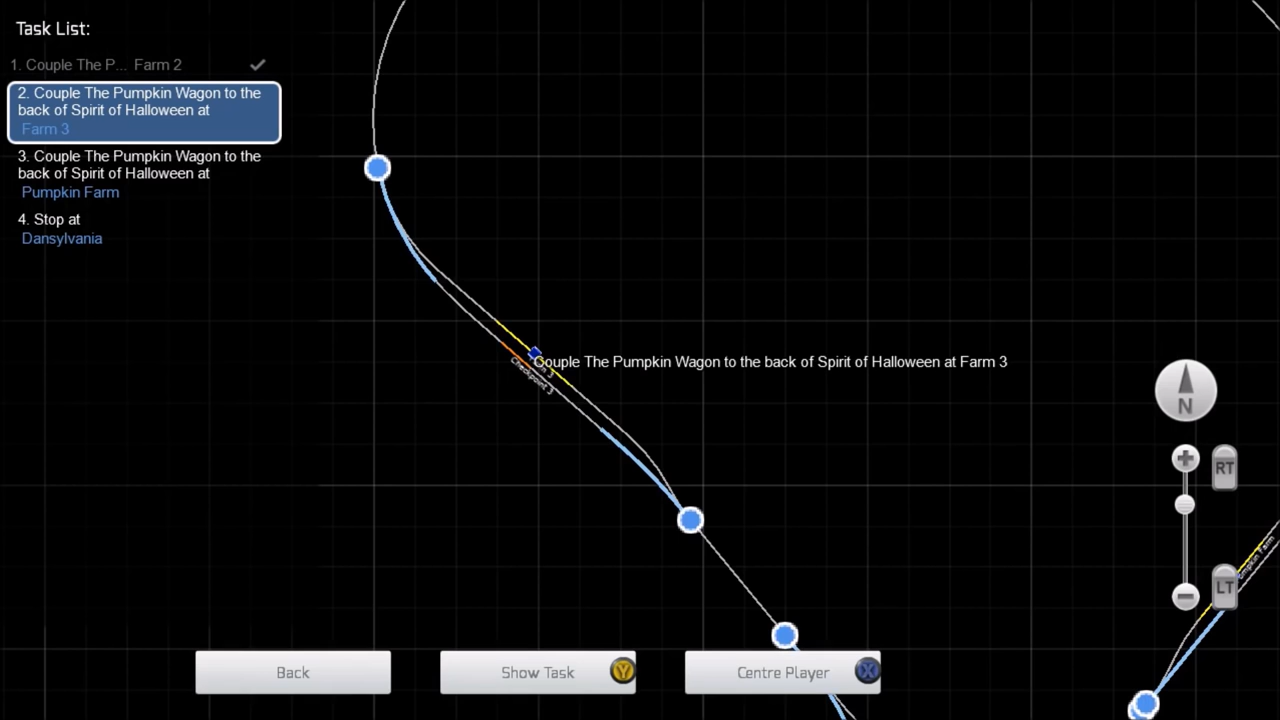 Task List:
1. Couple The P... Farm 2
2. Couple The Pumpkin Wagon to the
back of Spirit of Halloween at
Farm 3
3. Couple The Pumpkin Wagon to the
back of Spirit of Halloween at
Pumpkin Farm
4. Stop at
Dansylvania
Couple The Pumpkin Wagon to the back of Spirit of Halloween at Farm 3
Checkpoint 3
N
RT
LT
Farm
Back
Show Task Y
Centre Player X